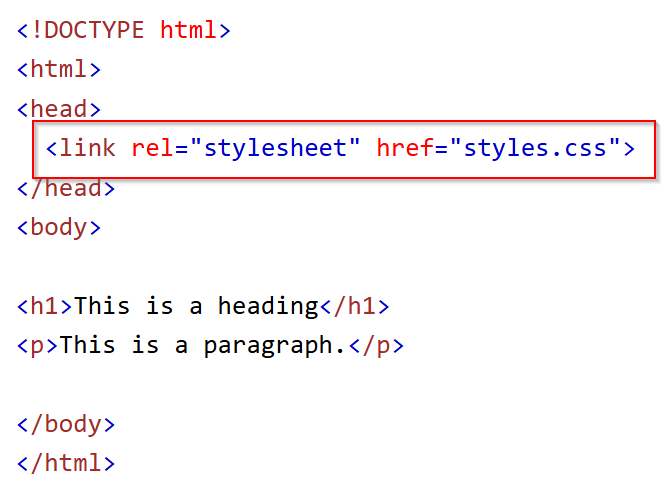 <!DOCTYPE html>
<html>
<head>
<link rel="stylesheet" href="styles.css">
</head>
<body>
<h1>This is a heading</h1>
<p>This is a paragraph.</p>
</body>
</html>